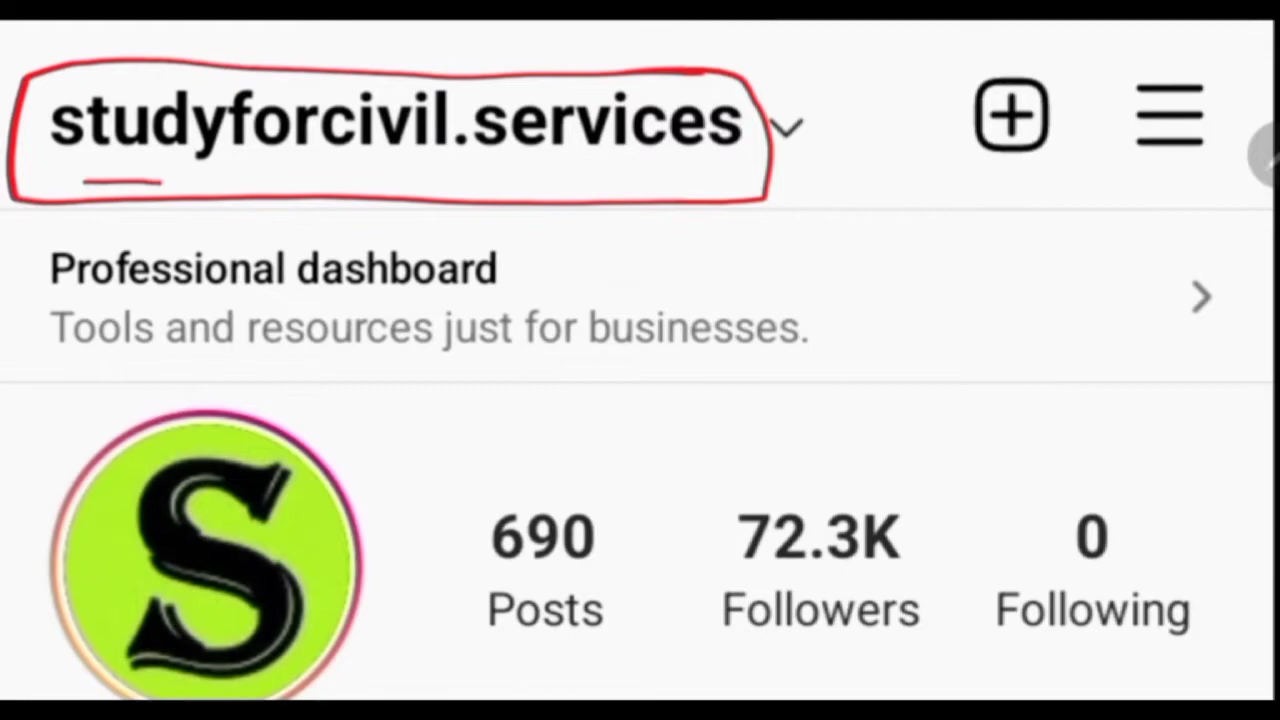 studyforcivil.services
Professional dashboard
Tools and resources just for businesses.
S
690 72.3K 0
Posts Followers Following